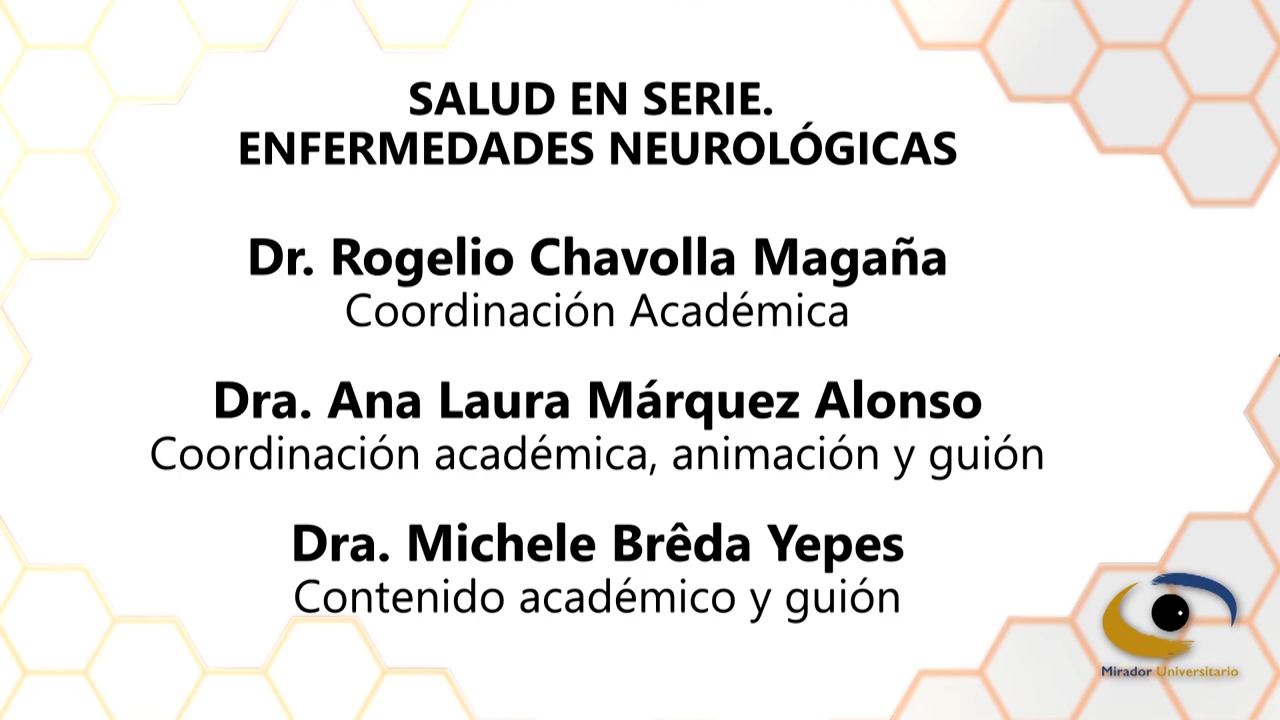 SALUD EN SERIE.
ENFERMEDADES NEUROLÓGICAS
Dr. Rogelio Chavolla Magaña
Coordinación Académica
Dra. Ana Laura Márquez Alonso
Coordinación académica, animación y guión
Dra. Michele Brêda Yepes
Contenido académico y guión
Mirador Universitario